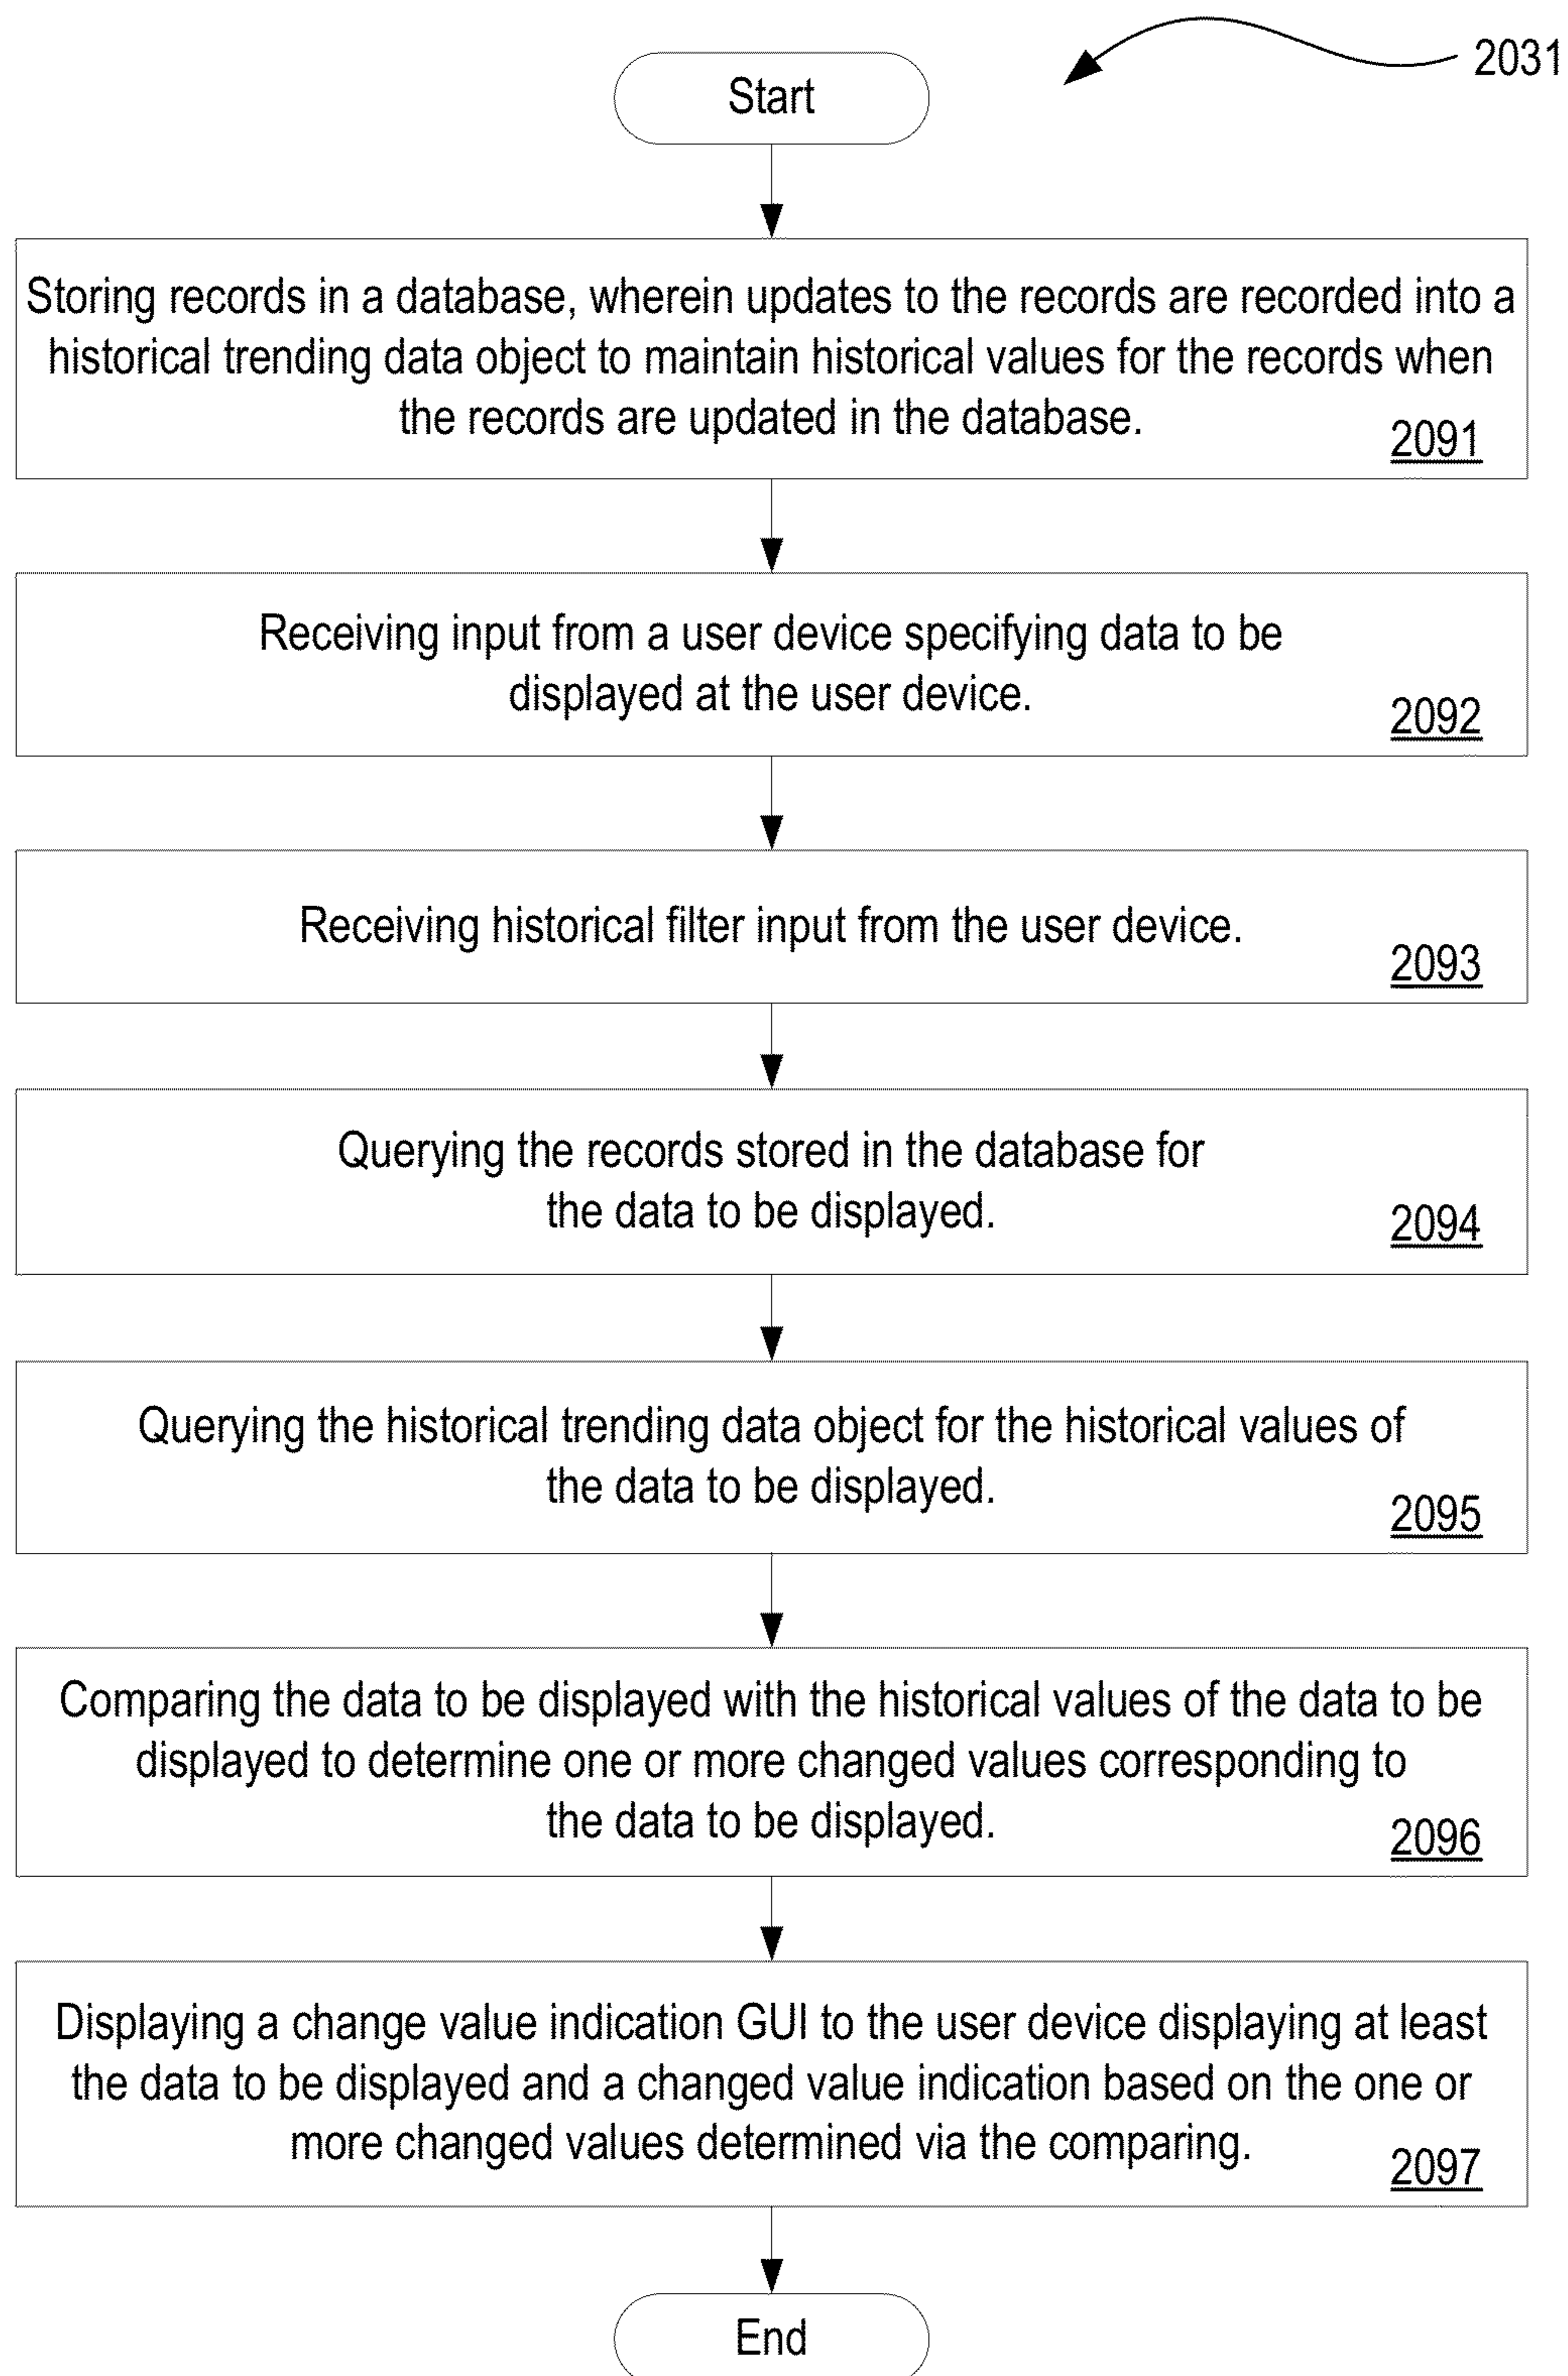 2031
Start
Storing records in a database, wherein updates to the records are recorded into a
historical trending data object to maintain historical values for the records when
the records are updated in the database.
2091
Receiving input from a user device specifying data to be
displayed at the user device.
2092
Receiving historical filter input from the user device.
2093
Querying the records stored in the database for
the data to be displayed.
2094
Querying the historical trending data object for the historical values of
the data to be displayed.
2095
Comparing the data to be displayed with the historical values of the data to be
displayed to determine one or more changed values corresponding to
the data to be displayed.
2096
Displaying a change value indication GUI to the user device displaying at least
the data to be displayed and a changed value indication based on the one or
more changed values determined via the comparing.
2097
End